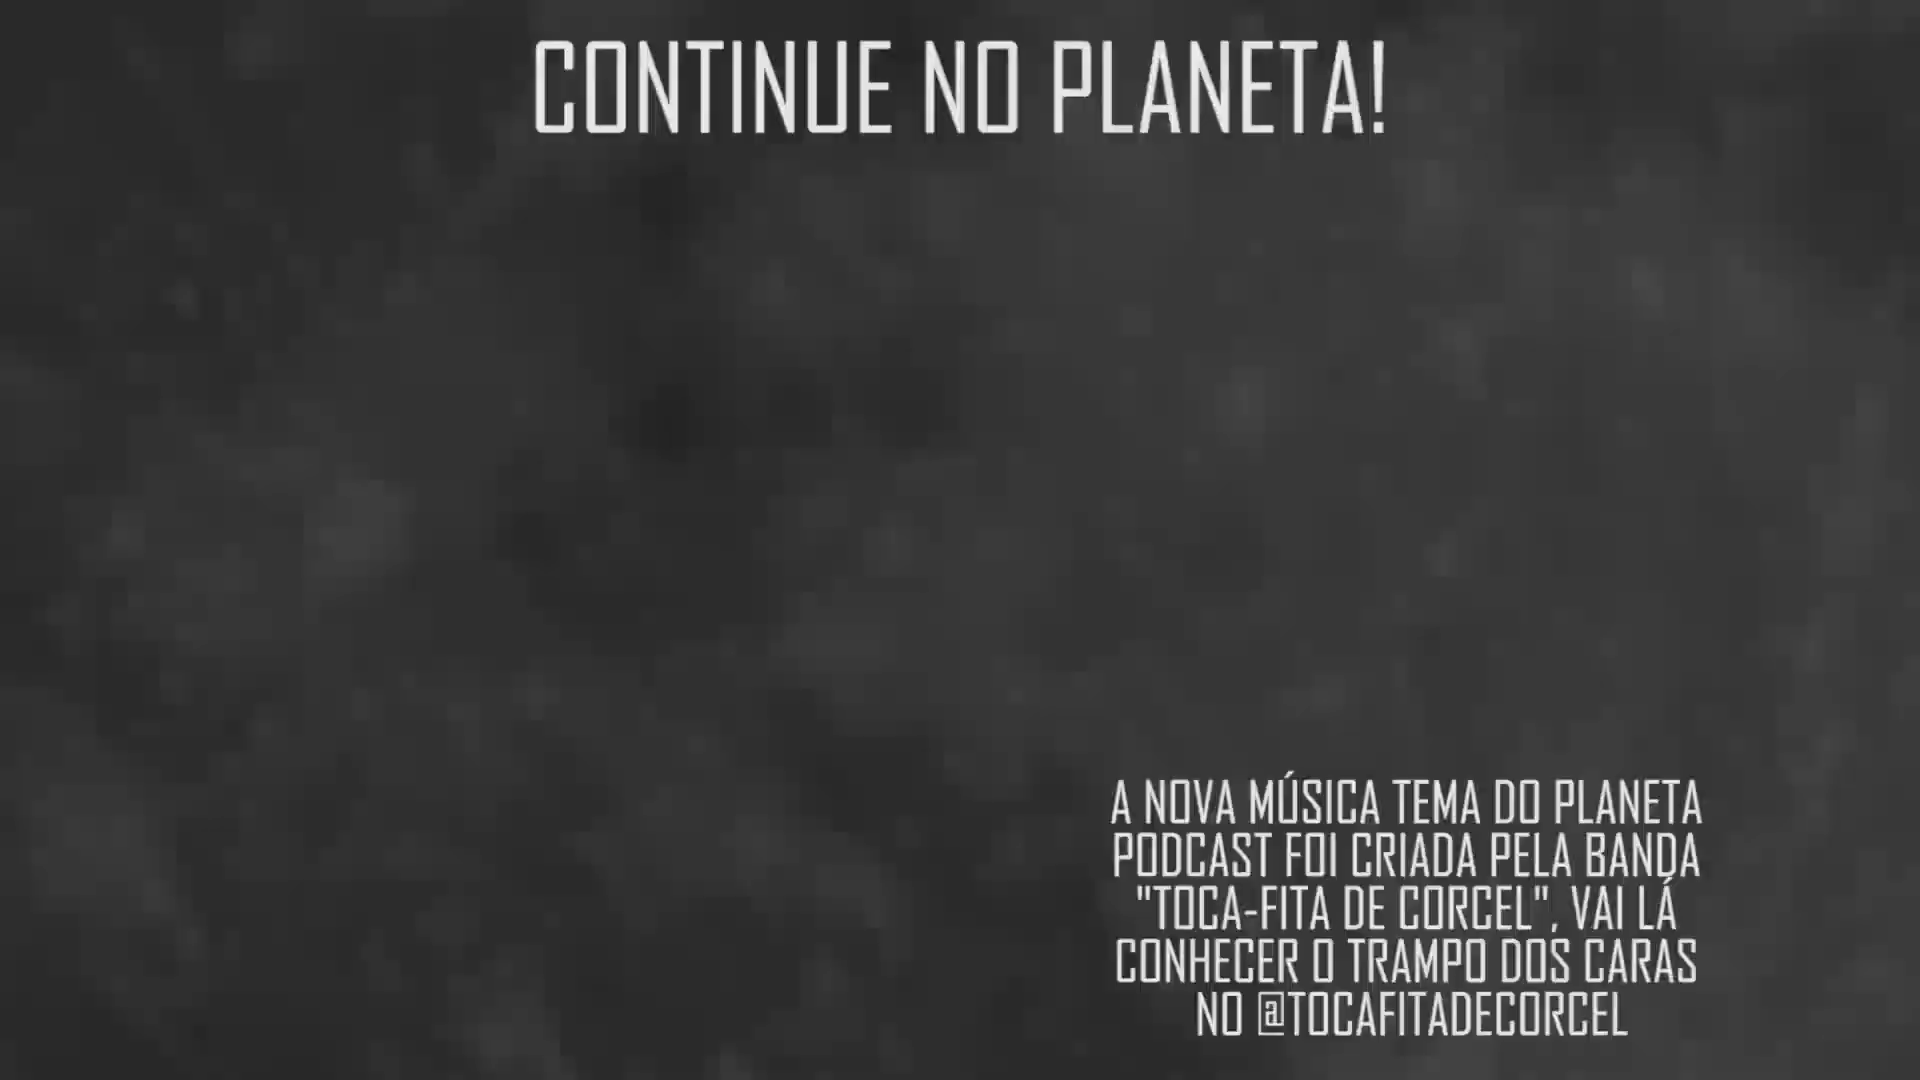 CONTINUE NO PLANETA!
A NOVA MÚSICA TEMA DO PLANETA
PODCAST FOI CRIADA PELA BANDA
"TOCA-FITA DE CORCEL", VAI LÁ
CONHECER O TRAMPO DOS CARAS
NO @TOCAFITADECORCEL